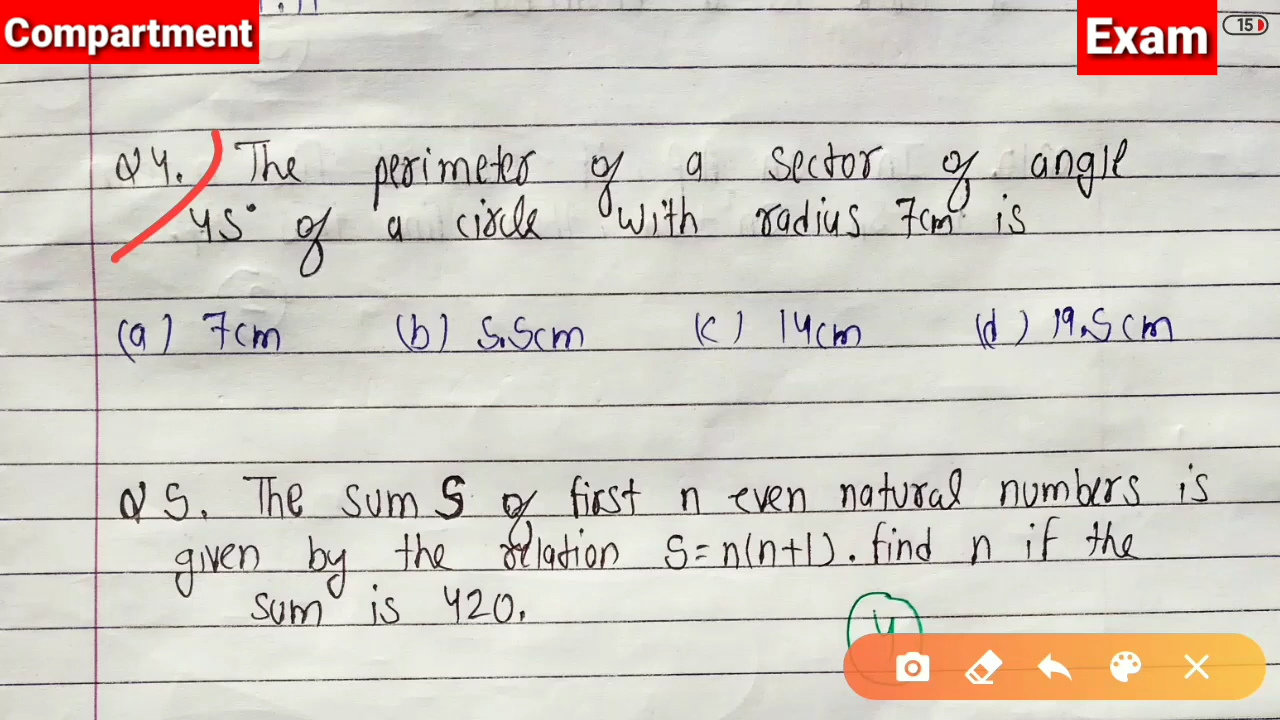 Compartment
Exam
15
Q4. The perimeter of a sector of angle
45° of a circle with radius 7cm is
(a) 7cm (b) 5.5cm (c) 14cm (d) 19.5cm
Q5. The sum S of first n even natural numbers is
given by the relation S=n(n+1). find n if the
sum is 420.